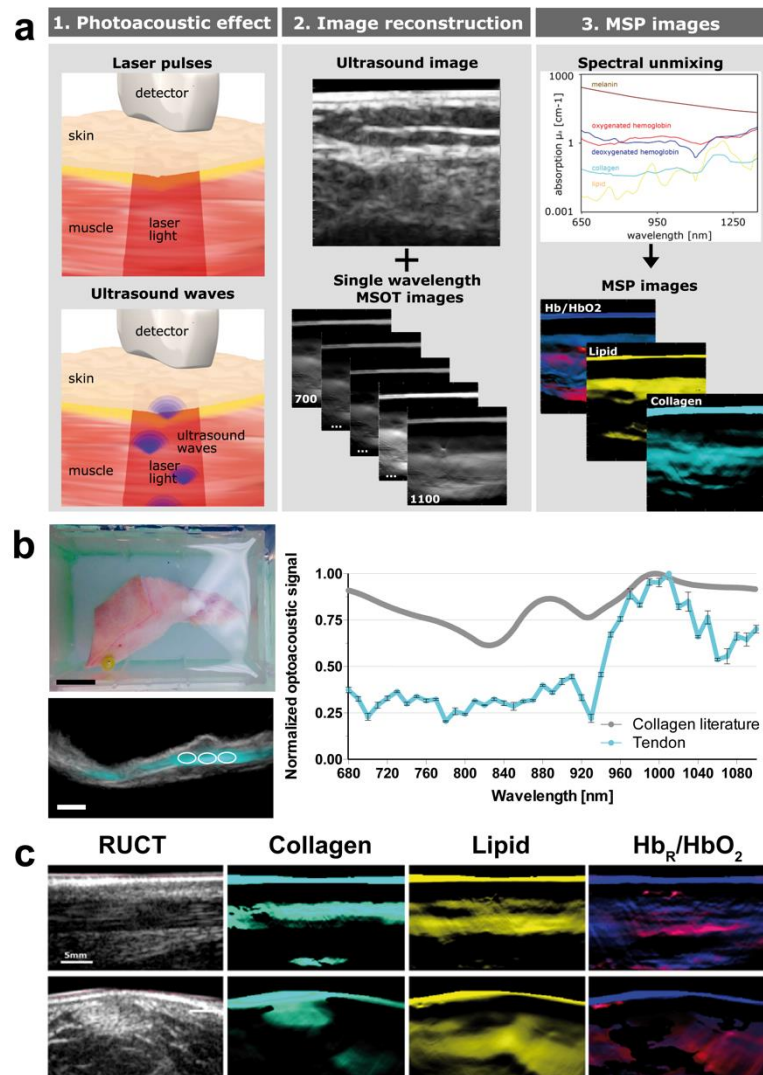 a
1. Photoacoustic effect
2. Image reconstruction
3. MSP images
Laser pulses
detector
skin
muscle
laser
light
Ultrasound waves
detector
skin
ultrasound
waves
muscle
laser
light
Ultrasound image
+
Single wavelength
MSOT images
700
...
...
...
1100
Spectral unmixing
1000
1
0.001
absorption μₐ [cm-1]
melanin
oxygenated hemoglobin
deoxygenated hemoglobin
collagen
lipid
650
950
1250
wavelength [nm]
MSP images
Hb/HbO2
Lipid
Collagen
b
Normalized optoacoustic signal
1.00
0.75
0.50
0.25
0.00
Collagen literature
Tendon
680 720 760 800 840 880 920 960 1000 1040 1080
Wavelength [nm]
c
RUCT
Collagen
Lipid
Hb_R/HbO₂
5mm